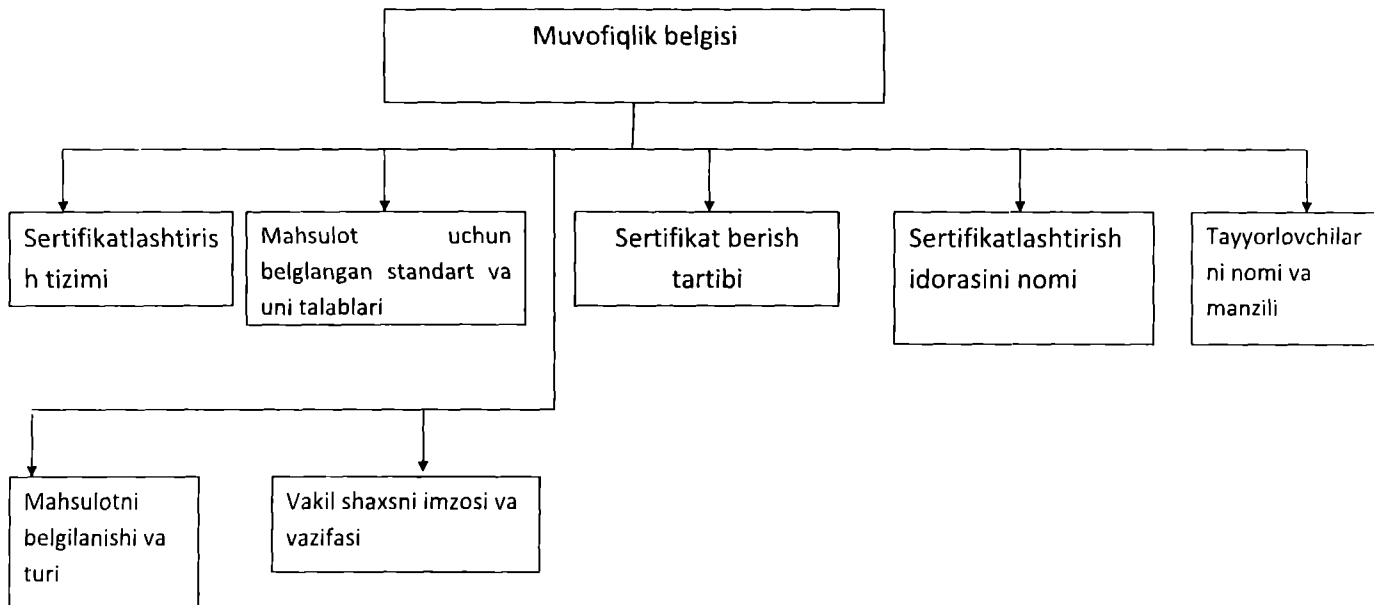 Muvofiqlik belgisi
Sertifikatlashtiris
h tizimi
Mahsulot uchun
belglangan standart va
uni talablari
Sertifikat berish
tartibi
Sertifikatlashtirish
idorasini nomi
Tayyorlovchilar
ni nomi va
manzili
Mahsulotni
belgilanishi va
turi
Vakil shaxsni imzosi va
vazifasi